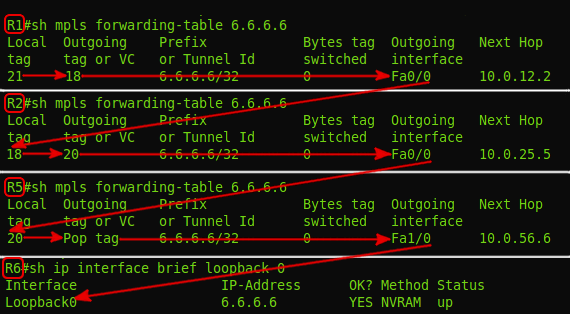 R1#sh mpls forwarding-table 6.6.6.6
Local Outgoing Prefix Bytes tag Outgoing Next Hop
tag tag or VC or Tunnel Id switched interface
21 18 6.6.6.6/32 0 Fa0/0 10.0.12.2
R2#sh mpls forwarding-table 6.6.6.6
Local Outgoing Prefix Bytes tag Outgoing Next Hop
tag tag or VC or Tunnel Id switched interface
18 20 6.6.6.6/32 0 Fa0/0 10.0.25.5
R5#sh mpls forwarding-table 6.6.6.6
Local Outgoing Prefix Bytes tag Outgoing Next Hop
tag tag or VC or Tunnel Id switched interface
20 Pop tag 6.6.6.6/32 0 Fa1/0 10.0.56.6
R6#sh ip interface brief loopback 0
Interface IP-Address OK? Method Status
Loopback0 6.6.6.6 YES NVRAM up